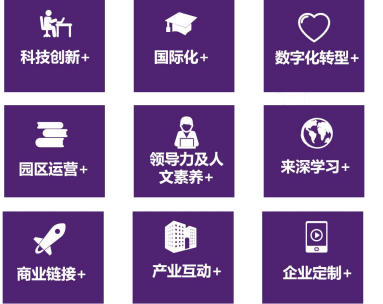 科技创新+
国际化+
数字化转型+
园区运营+
领导力及人
文素养+
来深学习+
商业链接+
产业互动+
企业定制+